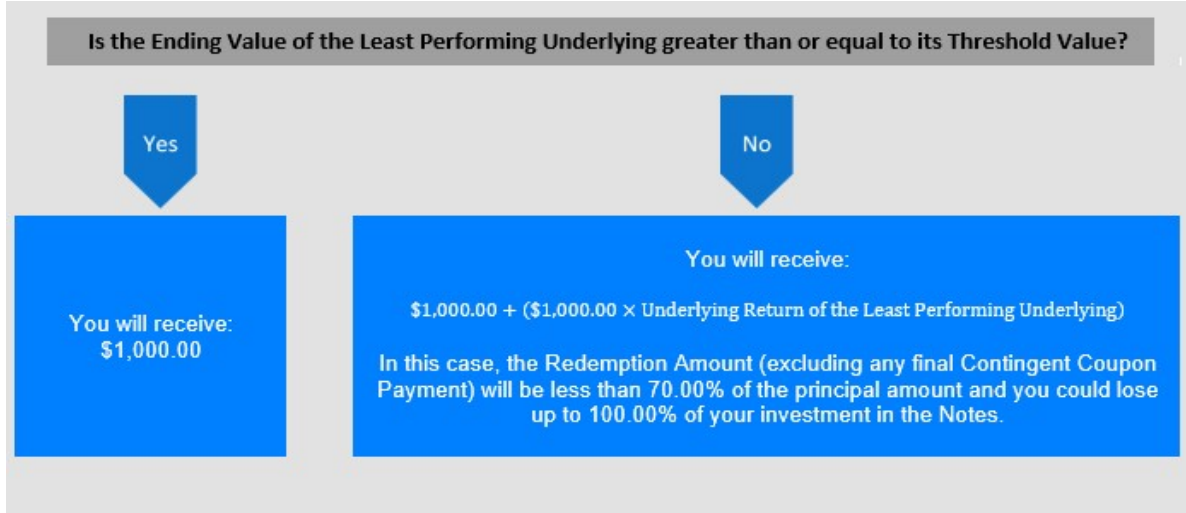 Is the Ending Value of the Least Performing Underlying greater than or equal to its Threshold Value?
Yes
No
You will receive:
$1,000.00
You will receive:
$1,000.00 + ($1,000.00 × Underlying Return of the Least Performing Underlying)
In this case, the Redemption Amount (excluding any final Contingent Coupon
Payment) will be less than 70.00% of the principal amount and you could lose
up to 100.00% of your investment in the Notes.